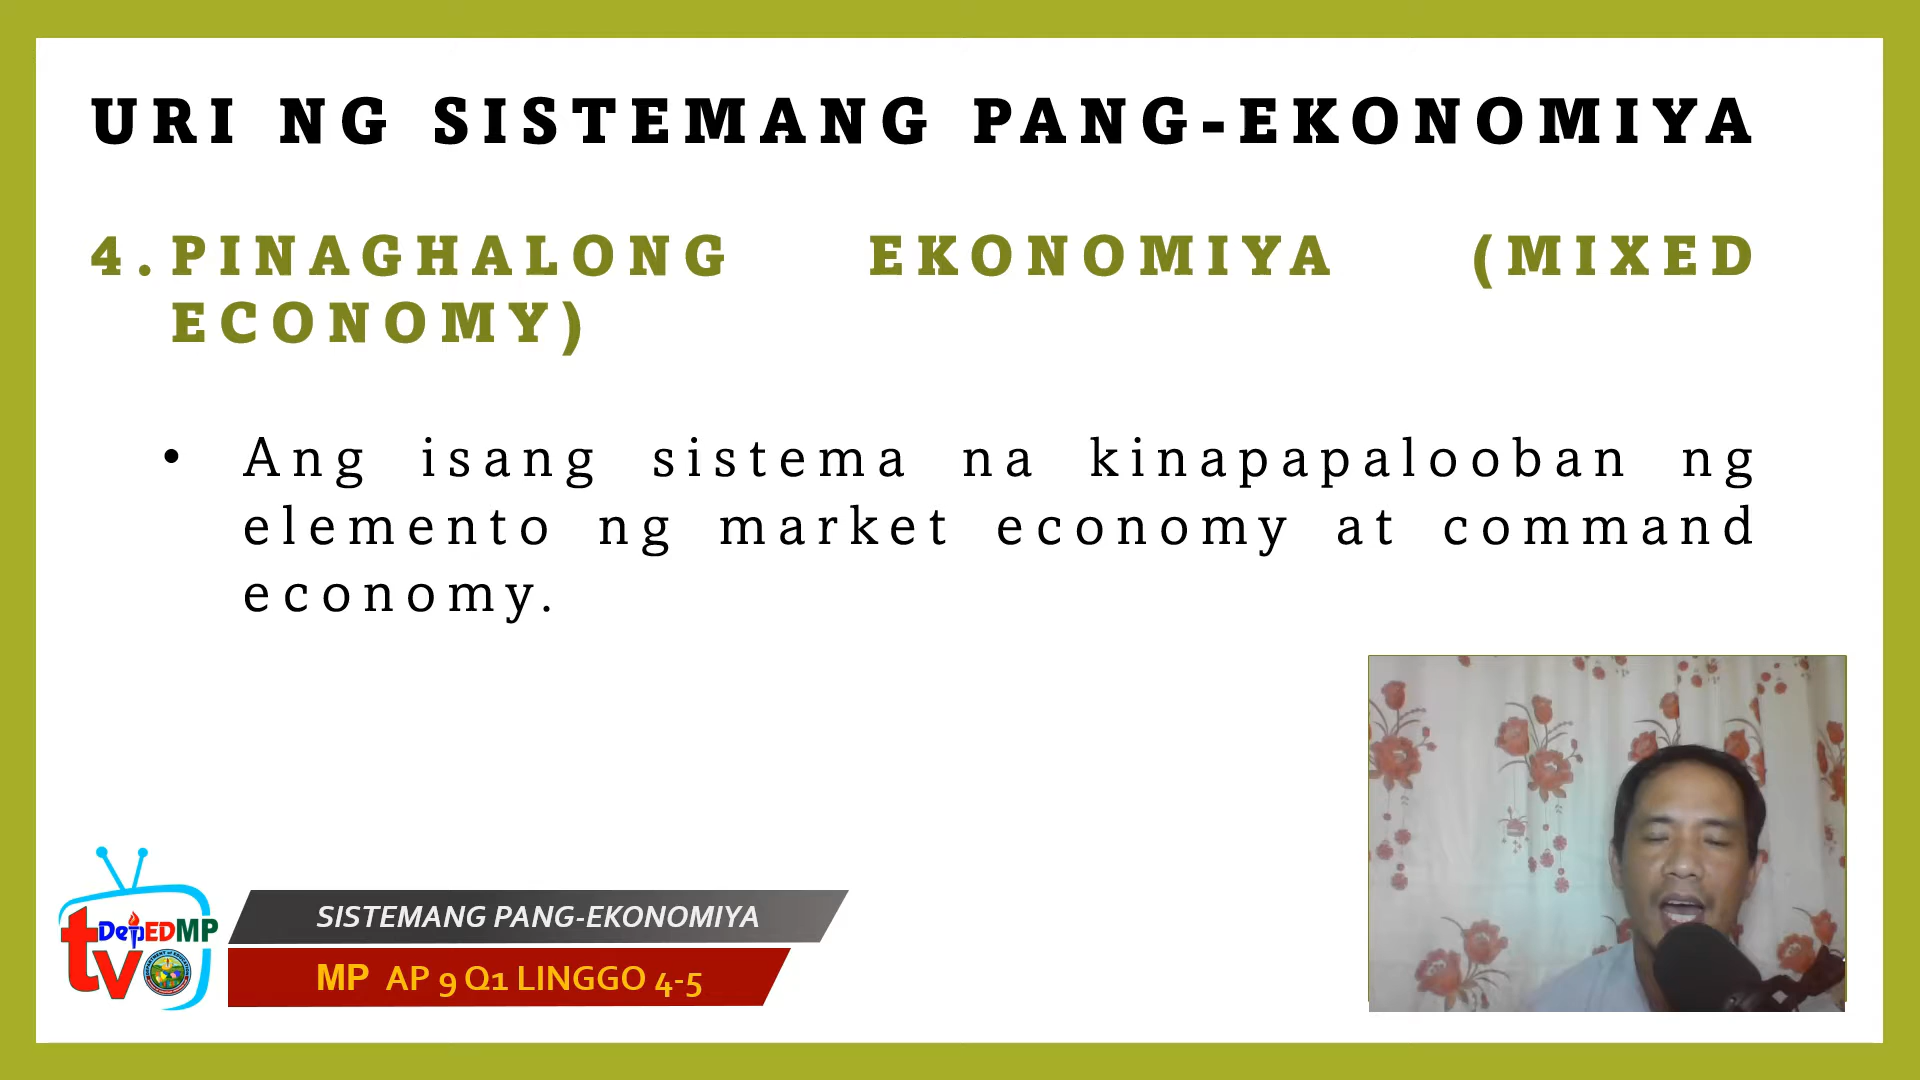 URI NG SISTEMANG PANG-EKONOMIYA
4. PINAGHALONG EKONOMIYA (MIXED
ECONOMY)
• Ang isang sistema na kinapapalooban ng
elemento ng market economy at command
economy.
SISTEMANG PANG-EKONOMIYA
MP AP 9 Q1 LINGGO 4-5
DepEDMP
tv